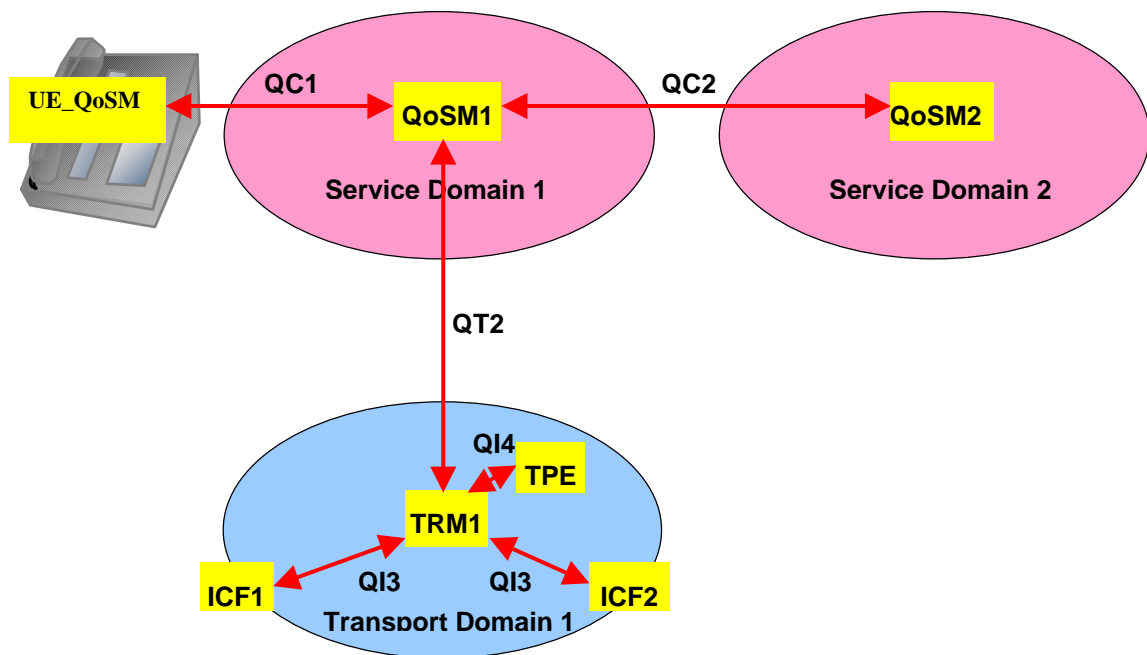 QC1
QC2
UE_QoSM
QoSM1
QoSM2
Service Domain 1
Service Domain 2
QT2
QI4
TPE
TRM1
QI3
QI3
ICF1
ICF2
Transport Domain 1